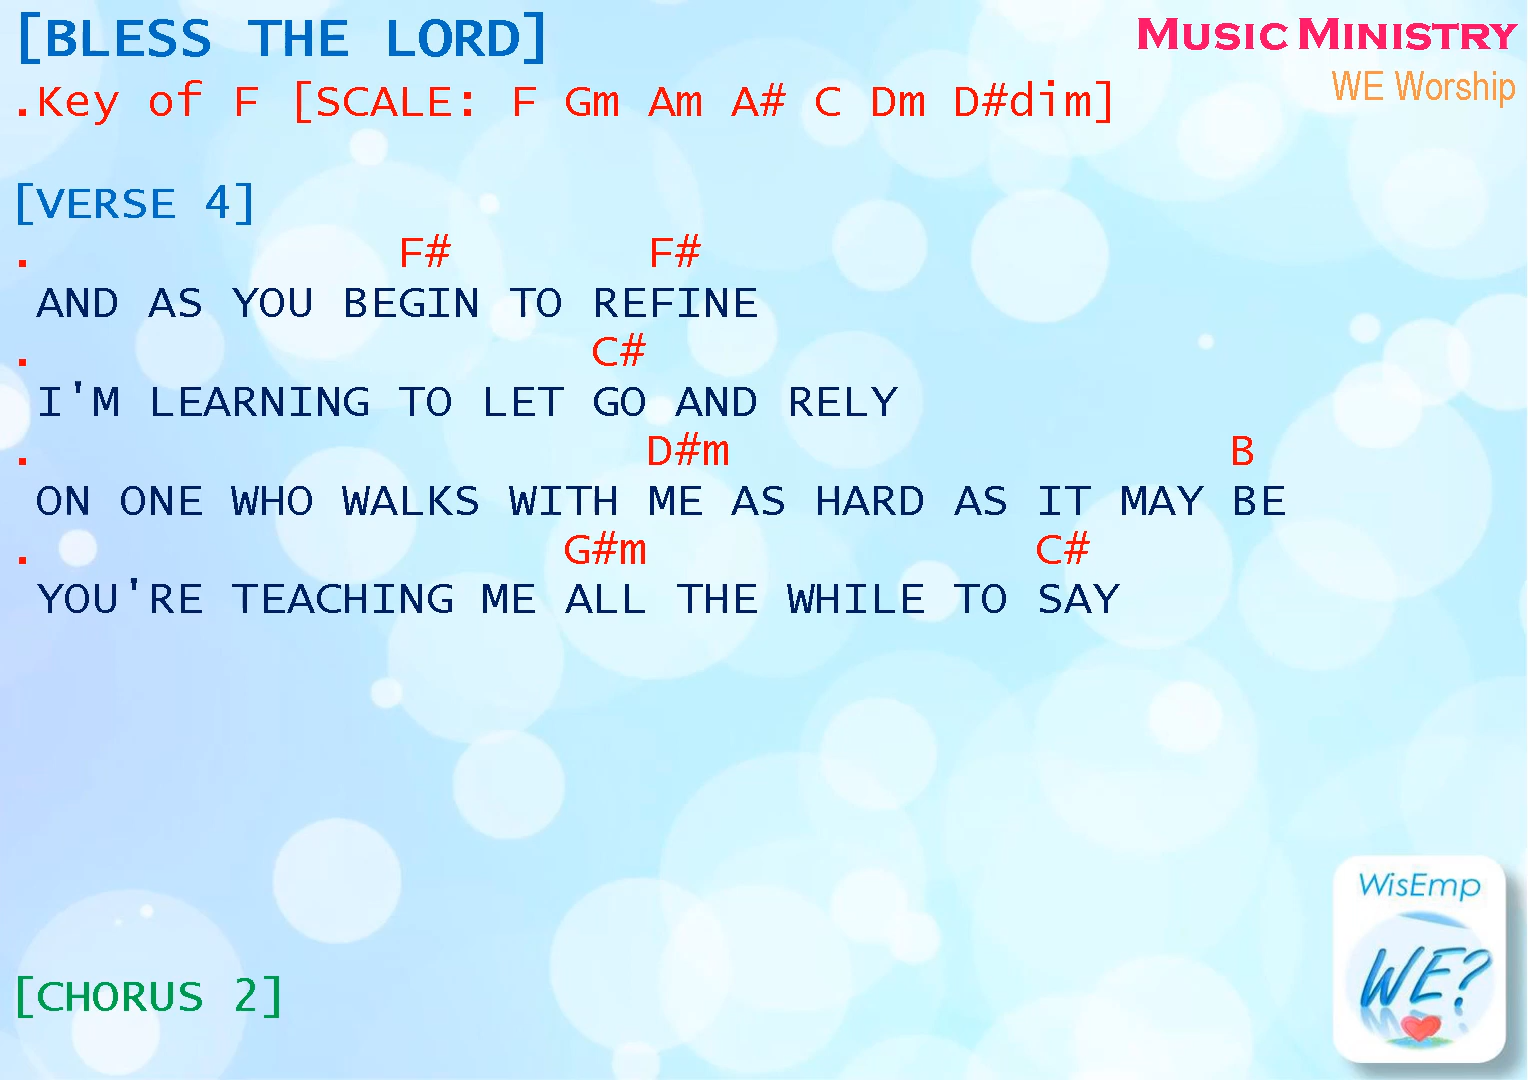 [BLESS THE LORD]
MUSIC MINISTRY
.Key of F [SCALE: F Gm Am A# C Dm D#dim]
WE Worship
[VERSE 4]
. F# F#
AND AS YOU BEGIN TO REFINE
. C#
I'M LEARNING TO LET GO AND RELY
. D#m B
ON ONE WHO WALKS WITH ME AS HARD AS IT MAY BE
. G#m C#
YOU'RE TEACHING ME ALL THE WHILE TO SAY
WisEmp
WE?
[CHORUS 2]